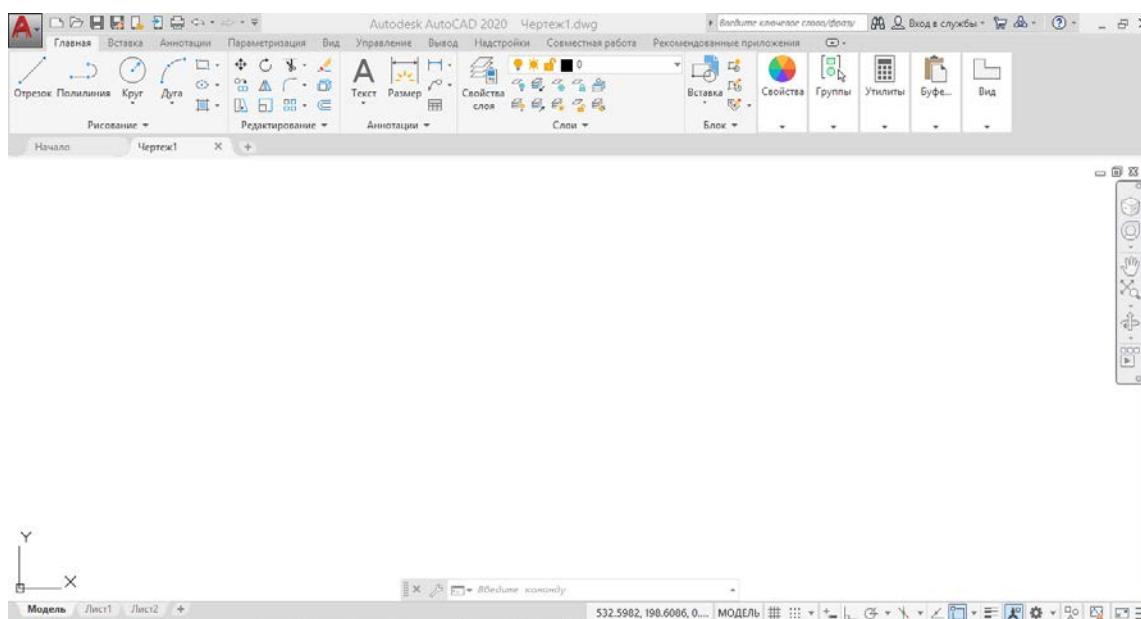 A Autodesk AutoCAD 2020 Чертеж1.dwg Введите ключевое слово/фразу Вход в службы
Главная Вставка Аннотации Параметризация Вид Управление Вывод Надстройки Совместная работа Рекомендованные приложения
0
Отрезок Полилиния Круг Дуга A Текст Размер Свойства слоя Вставка Свойства Группы Утилиты Буфе... Вид
Рисование Редактирование Аннотации Слои Блок
Начало Чертеж1
Y
X
Введите команду
Модель Лист1 Лист2 + 532.5982, 198.6086, 0.... МОДЕЛЬ